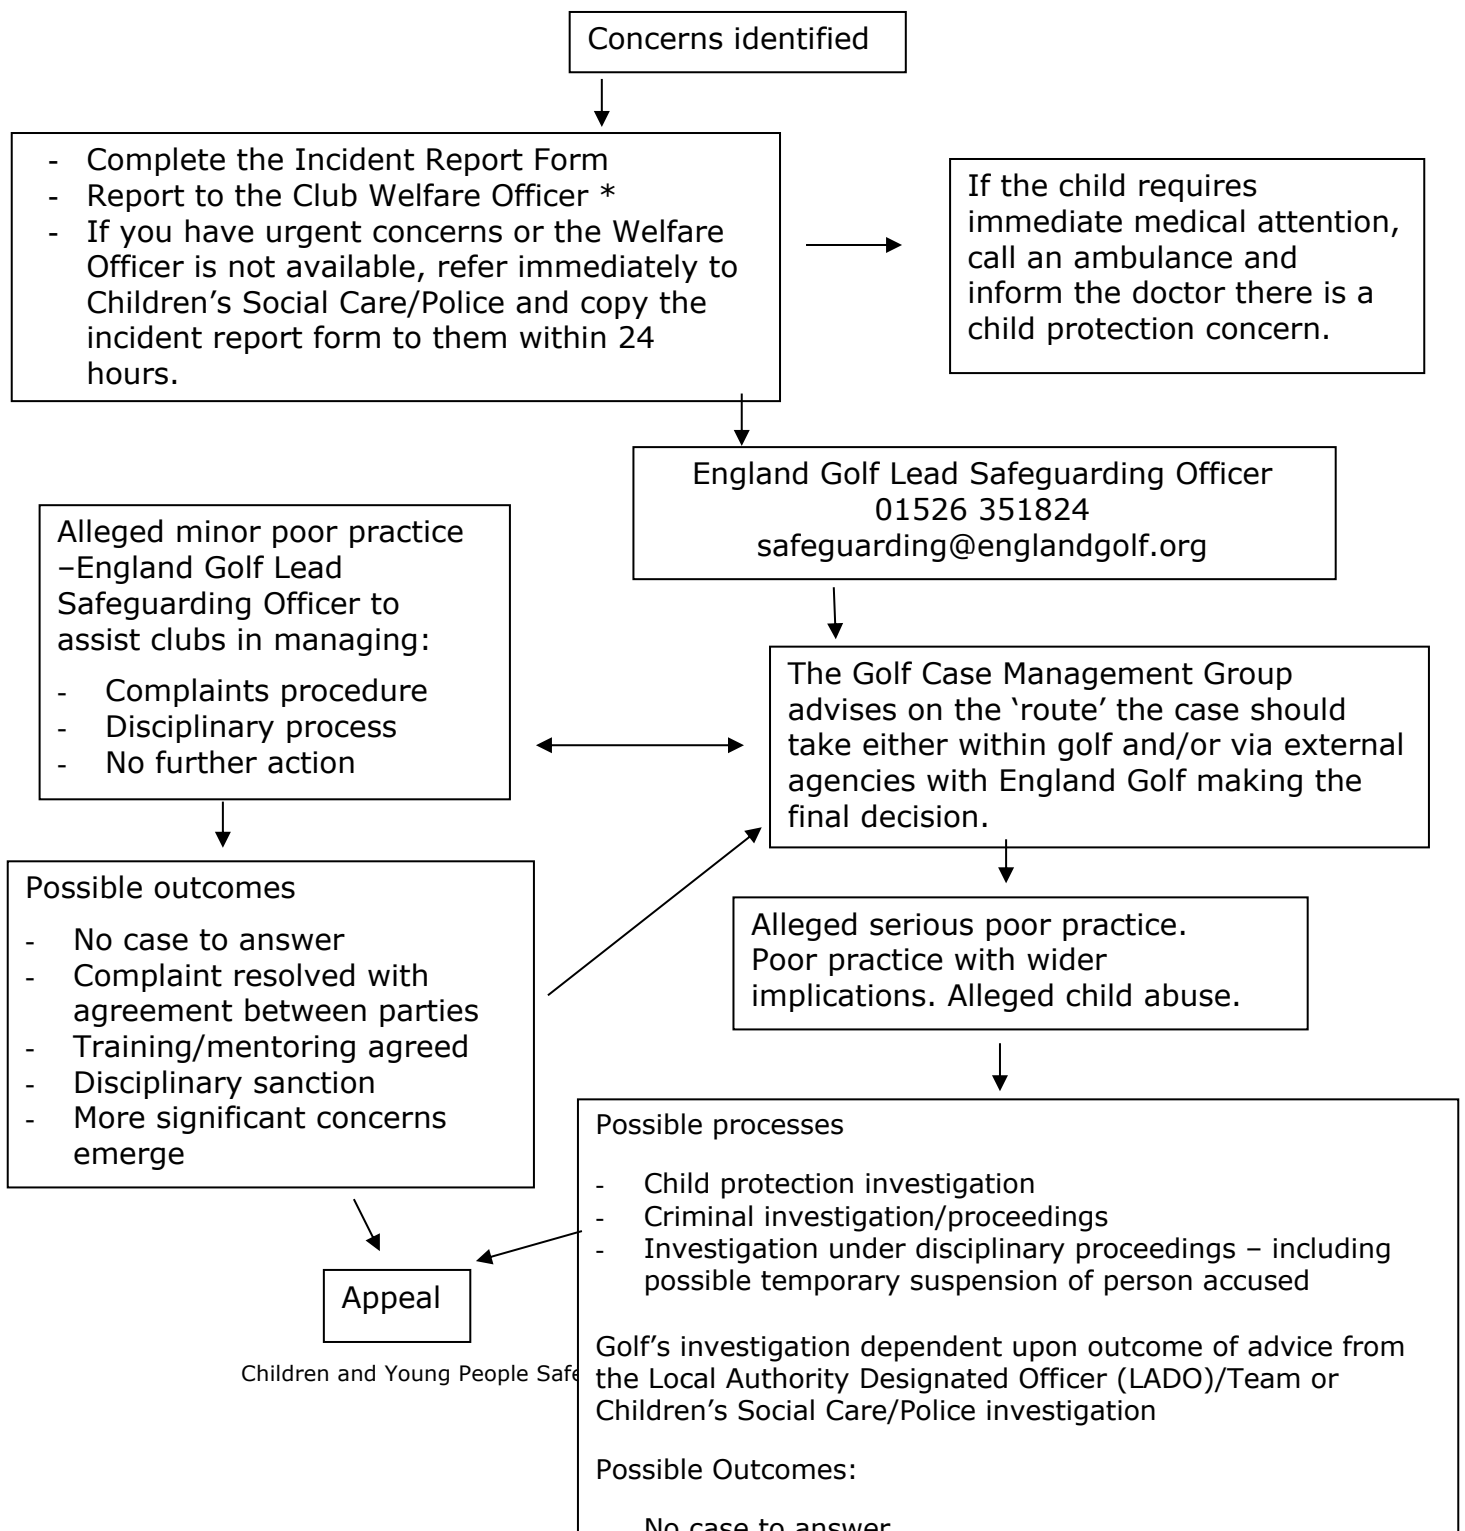 Concerns identified
- Complete the Incident Report Form
- Report to the Club Welfare Officer *
- If you have urgent concerns or the Welfare
Officer is not available, refer immediately to
Children’s Social Care/Police and copy the
incident report form to them within 24
hours.
If the child requires
immediate medical attention,
call an ambulance and
inform the doctor there is a
child protection concern.
England Golf Lead Safeguarding Officer
01526 351824
safeguarding@englandgolf.org
Alleged minor poor practice
–England Golf Lead
Safeguarding Officer to
assist clubs in managing:
- Complaints procedure
- Disciplinary process
- No further action
The Golf Case Management Group
advises on the ‘route’ the case should
take either within golf and/or via external
agencies with England Golf making the
final decision.
Possible outcomes
- No case to answer
- Complaint resolved with
agreement between parties
- Training/mentoring agreed
- Disciplinary sanction
- More significant concerns
emerge
Alleged serious poor practice.
Poor practice with wider
implications. Alleged child abuse.
Possible processes
- Child protection investigation
- Criminal investigation/proceedings
- Investigation under disciplinary proceedings – including
possible temporary suspension of person accused
Golf’s investigation dependent upon outcome of advice from
the Local Authority Designated Officer (LADO)/Team or
Children’s Social Care/Police investigation
Possible Outcomes:
No case to answer
Appeal
Children and Young People Safe